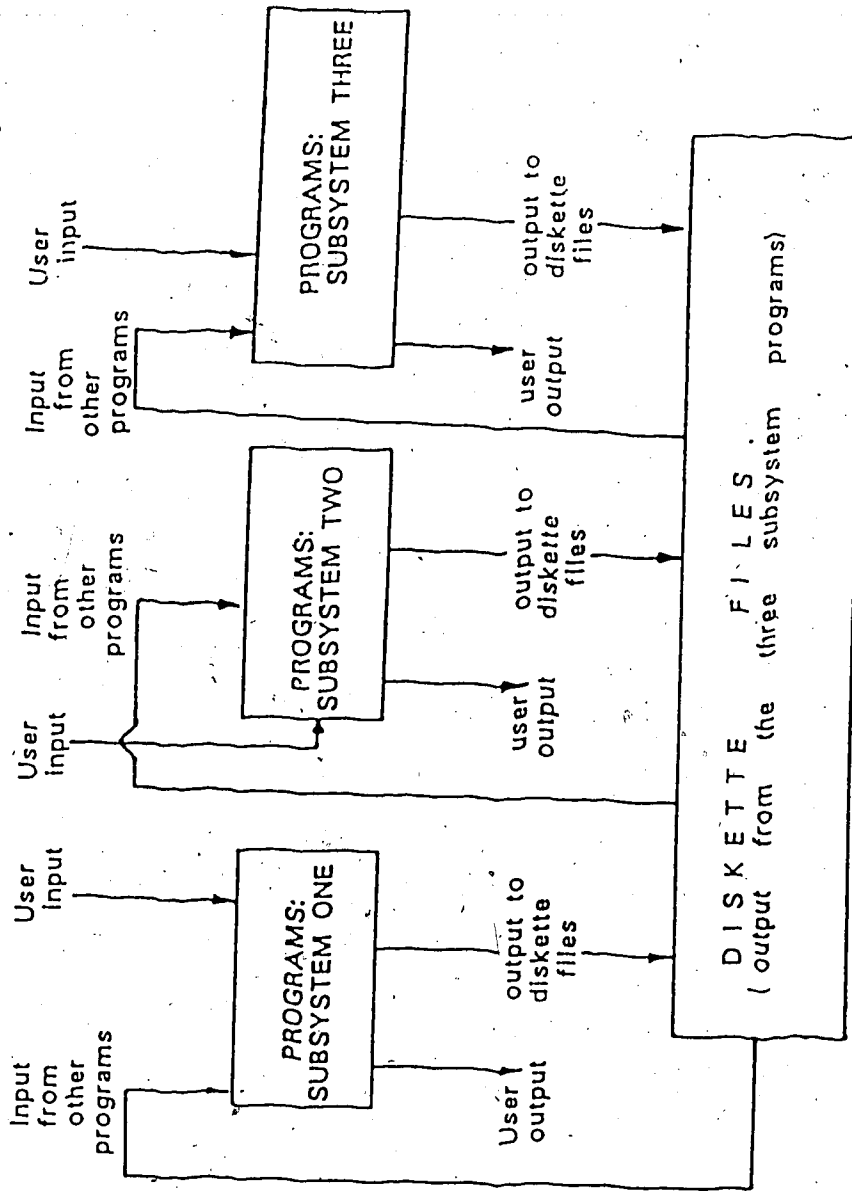 Input
from
other
programs
User
input
PROGRAMS:
SUBSYSTEM ONE
User
output
output to
diskette
files
User
input
Input
from
other
programs
PROGRAMS:
SUBSYSTEM TWO
user
output
output to
diskette
files
Input
from
other
programs
User
input
PROGRAMS:
SUBSYSTEM THREE
user
output
output to
diskette
files
DISKETTE FILES
(output from the three subsystem programs)